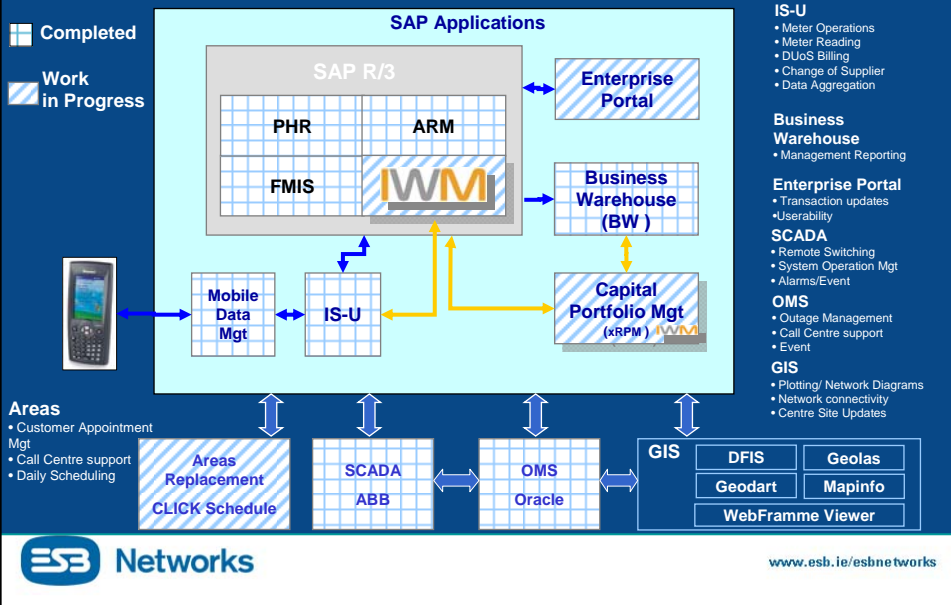 SAP Applications
Completed
Work
in Progress
SAP R/3
PHR
ARM
FMIS
IWM
Enterprise
Portal
Business
Warehouse
(BW )
Mobile
Data
Mgt
IS-U
Capital
Portfolio Mgt
(xRPM )
IWM
IS-U
• Meter Operations
• Meter Reading
• DUoS Billing
• Change of Supplier
• Data Aggregation
Business
Warehouse
• Management Reporting
Enterprise Portal
• Transaction updates
•Userability
SCADA
• Remote Switching
• System Operation Mgt
• Alarms/Event
OMS
• Outage Management
• Call Centre support
• Event
GIS
• Plotting/ Network Diagrams
• Network connectivity
• Centre Site Updates
Areas
• Customer Appointment
Mgt
• Call Centre support
• Daily Scheduling
Areas
Replacement
CLICK Schedule
SCADA
ABB
OMS
Oracle
GIS
DFIS
Geolas
Geodart
Mapinfo
WebFramme Viewer
ESB Networks
www.esb.ie/esbnetworks